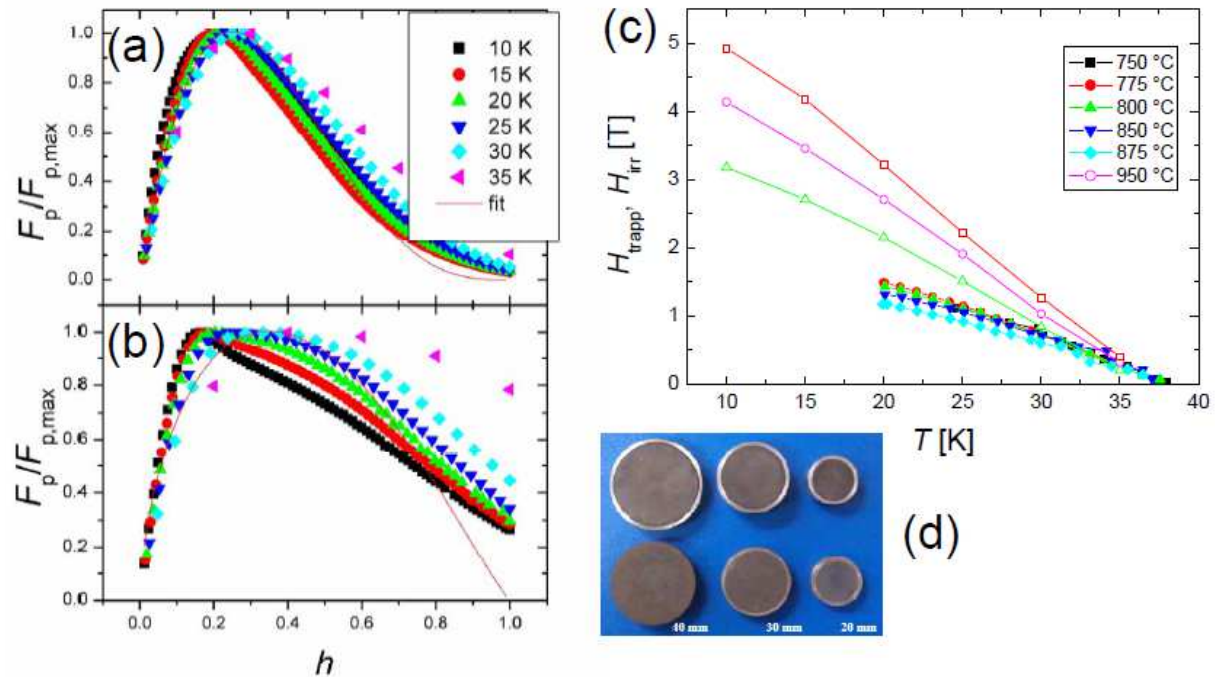 (a)
F_p/F_p,max
1.0
0.8
0.6
0.4
0.2
0.0
10 K
15 K
20 K
25 K
30 K
35 K
fit
(b)
F_p/F_p,max
1.0
0.8
0.6
0.4
0.2
0.0
0.0 0.2 0.4 0.6 0.8 1.0
h
(c)
H_trapp, H_irr [T]
5
4
3
2
1
0
750 °C
775 °C
800 °C
850 °C
875 °C
950 °C
10 15 20 25 30 35 40
T [K]
(d)
40 mm 30 mm 20 mm